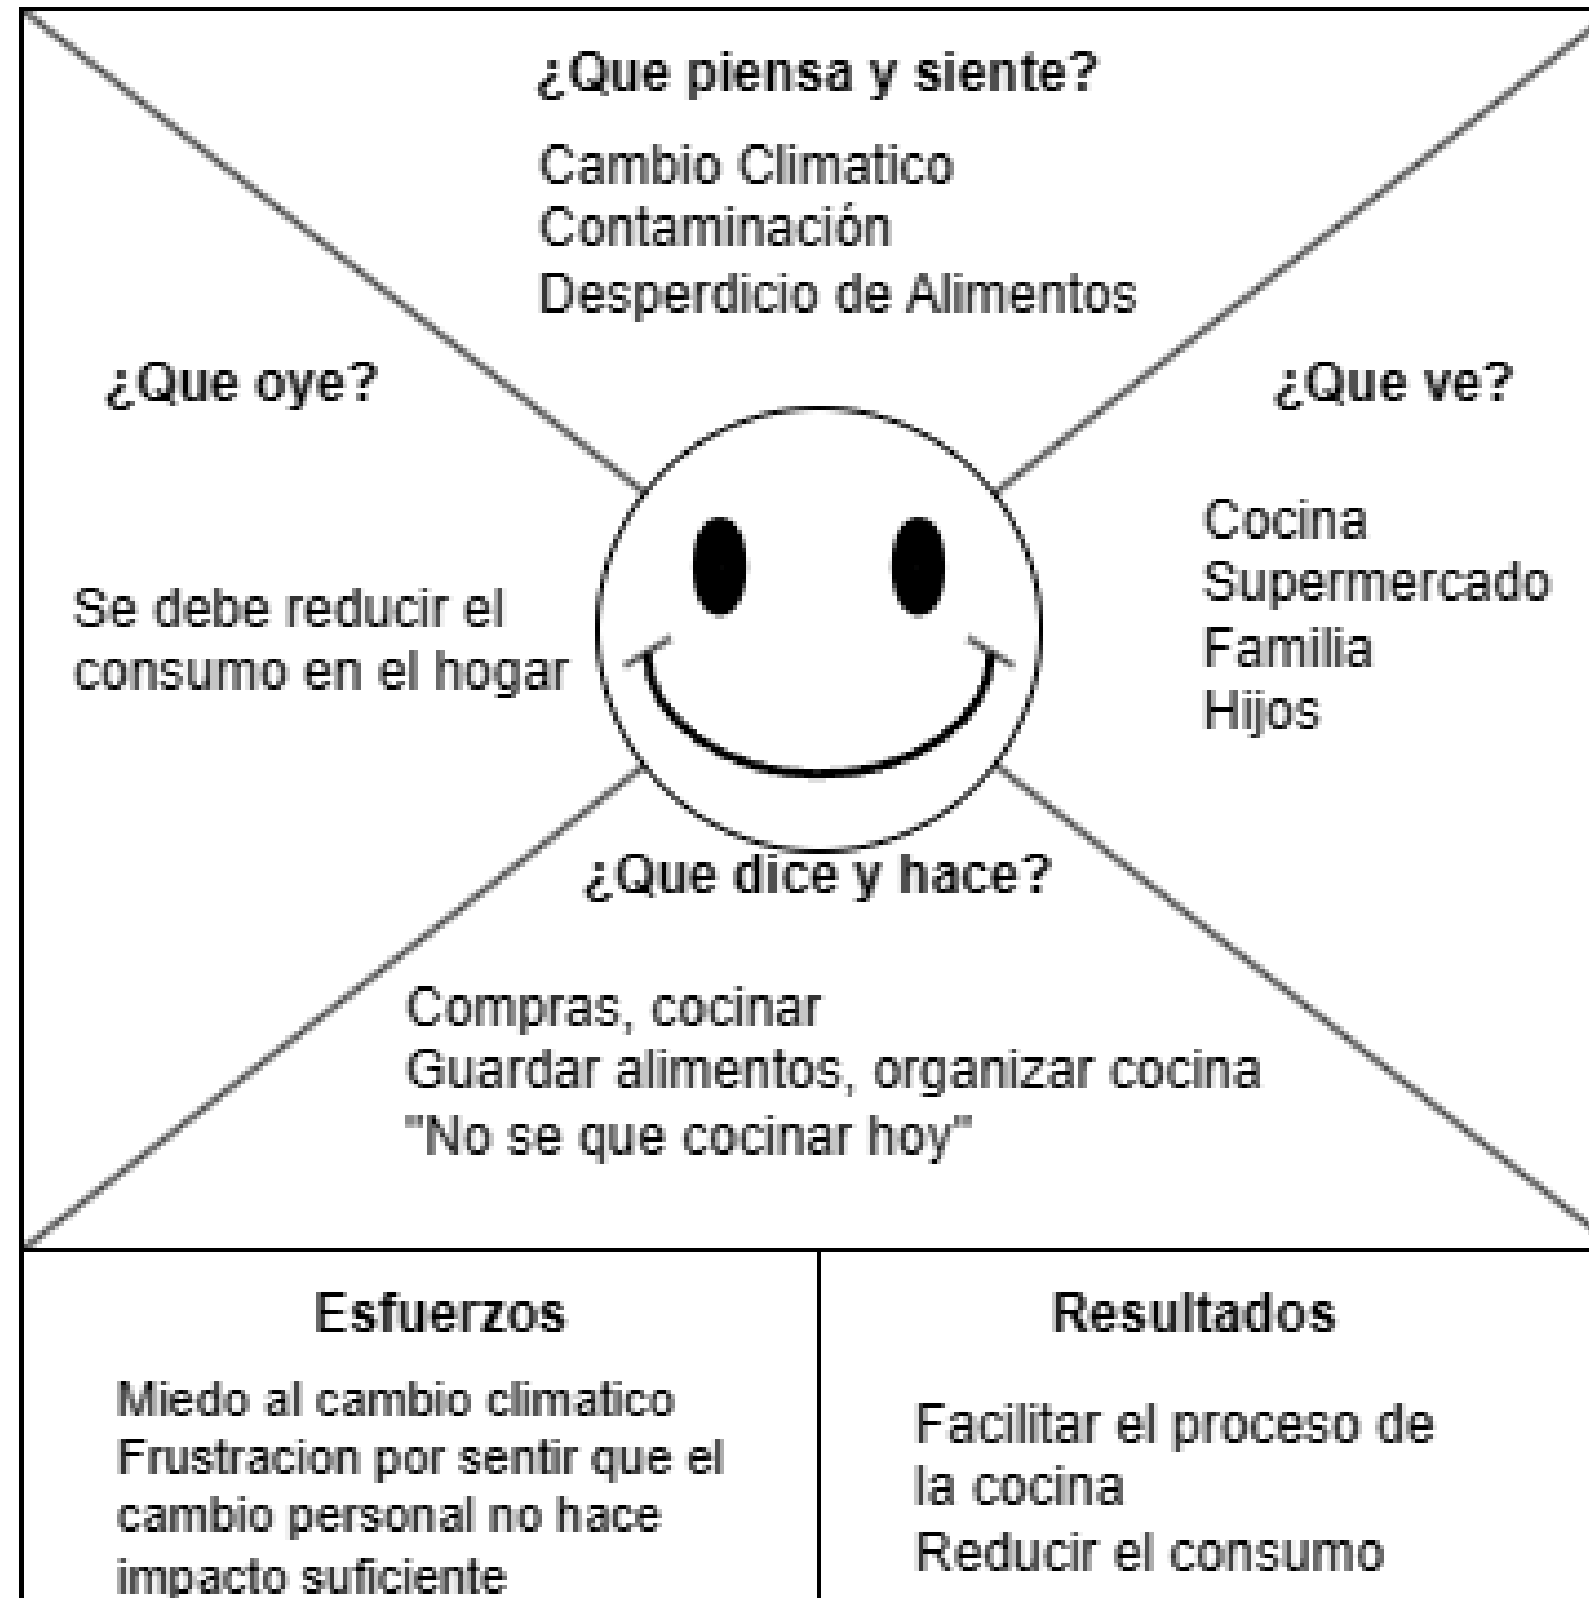 ¿Que piensa y siente?
Cambio Climatico
Contaminación
Desperdicio de Alimentos
¿Que oye?
Se debe reducir el
consumo en el hogar
¿Que ve?
Cocina
Supermercado
Familia
Hijos
¿Que dice y hace?
Compras, cocinar
Guardar alimentos, organizar cocina
"No se que cocinar hoy"
Esfuerzos
Miedo al cambio climatico
Frustracion por sentir que el
cambio personal no hace
impacto suficiente
Resultados
Facilitar el proceso de
la cocina
Reducir el consumo